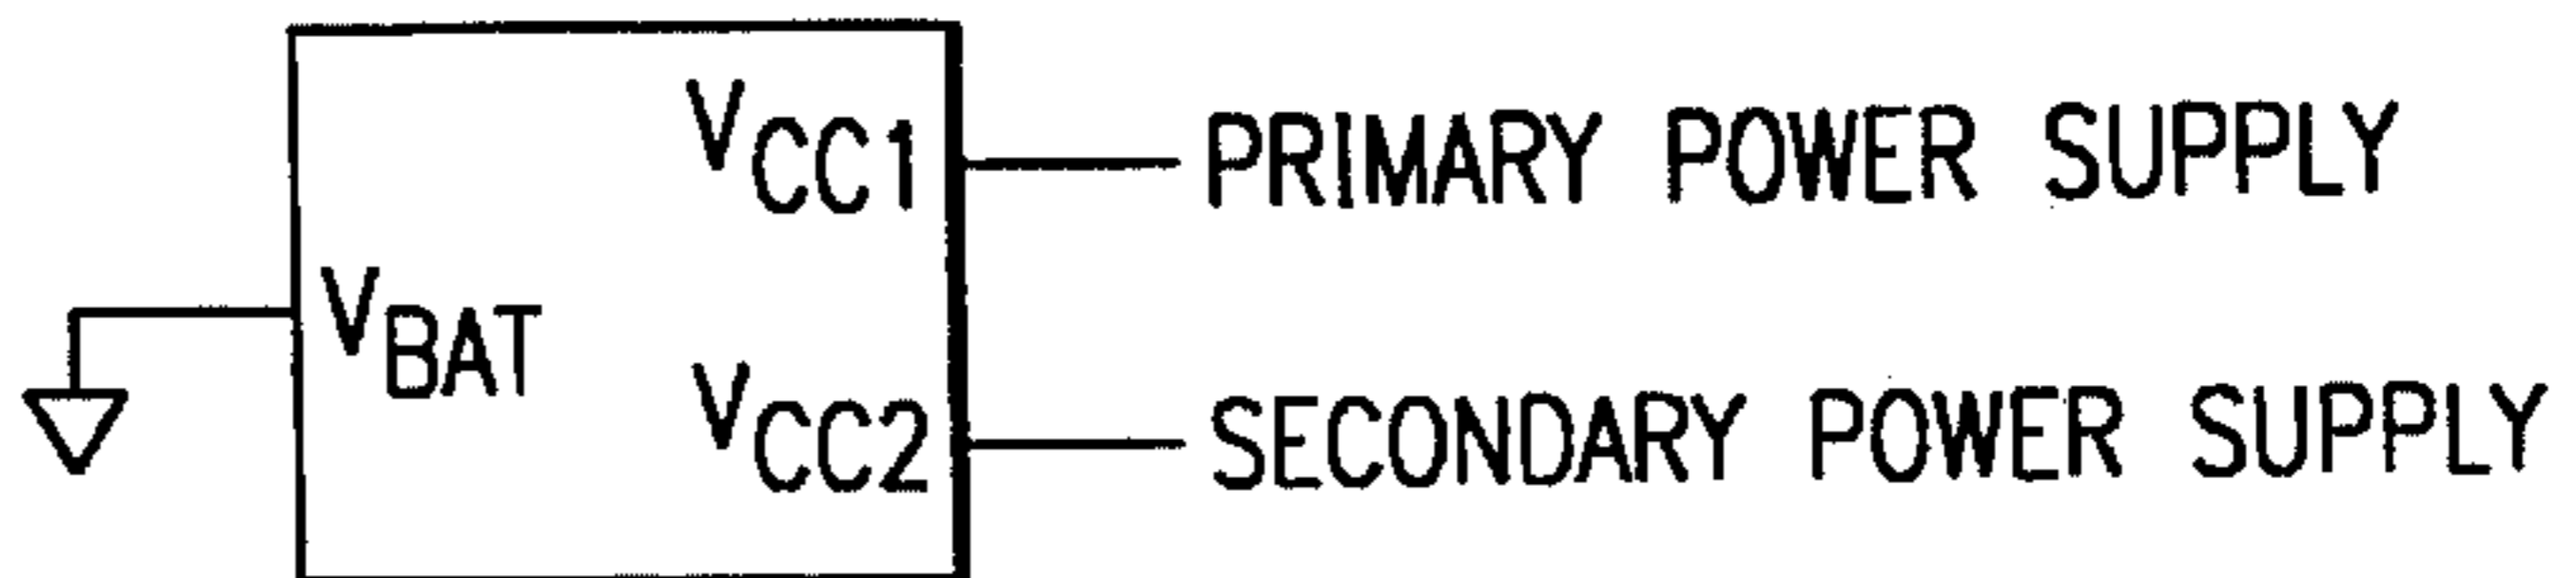 VCC1 PRIMARY POWER SUPPLY
VBAT
VCC2 SECONDARY POWER SUPPLY